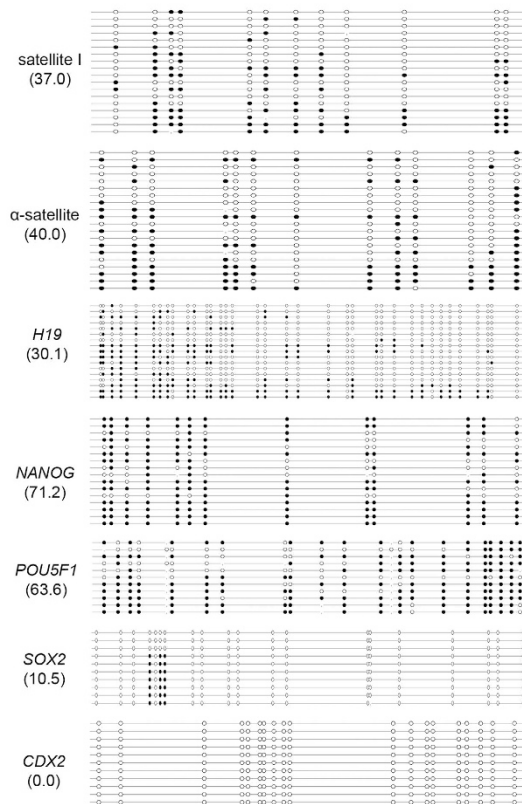 satellite I
(37.0)
α-satellite
(40.0)
H19
(30.1)
NANOG
(71.2)
POU5F1
(63.6)
SOX2
(10.5)
CDX2
(0.0)